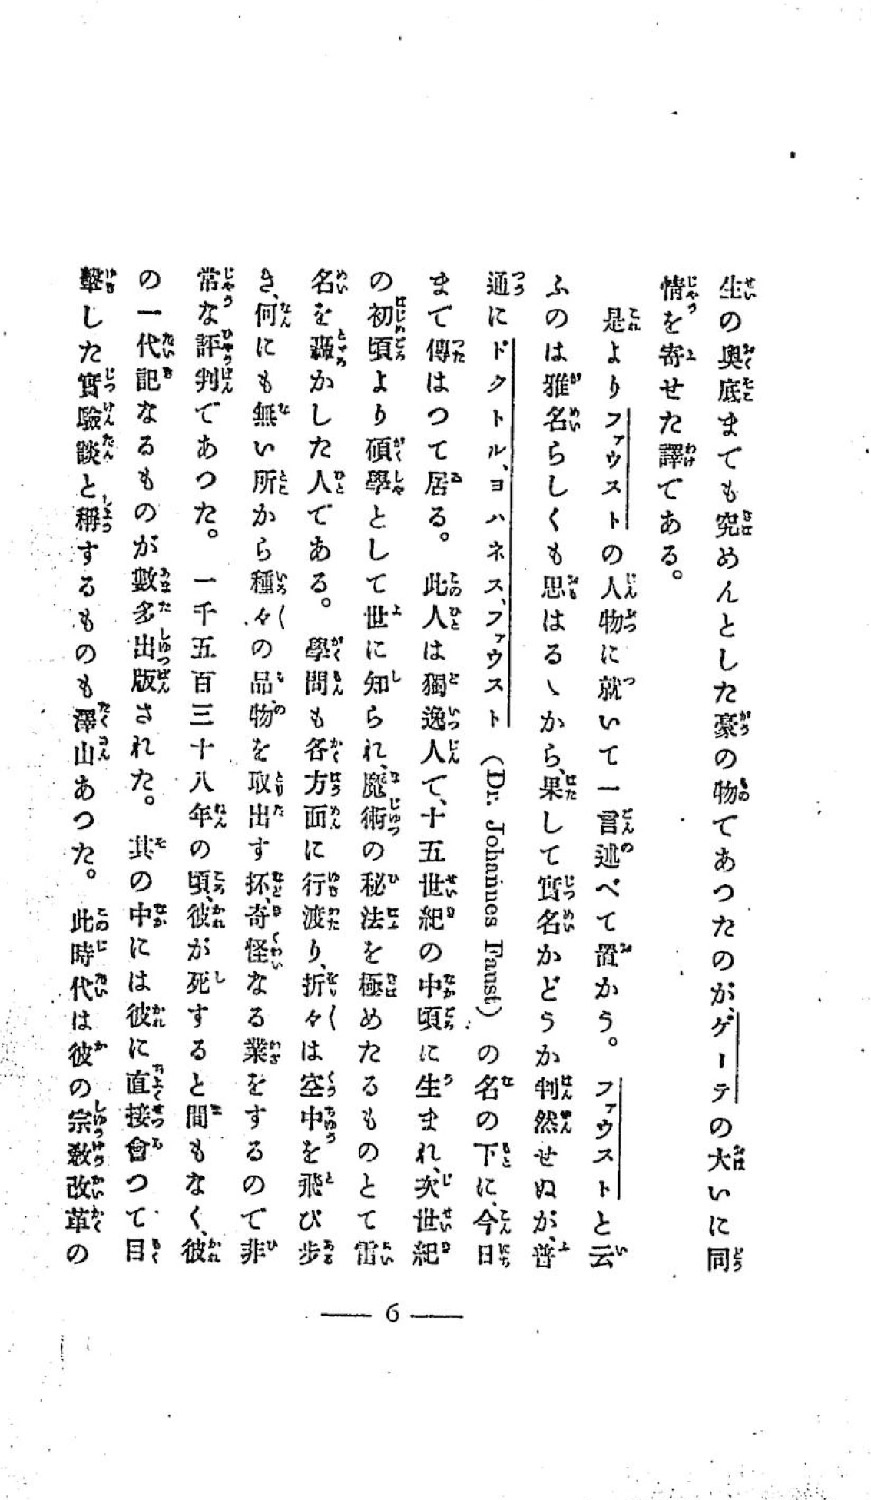 生の奥底までも究めんとした豪の物であつたのが、ゲーテの大いに同
情を寄せた譯である。
是よりファウストの人物に就いて一言述べて置かう。ファウストと云
ふのは雅名らしくも思はるゝから、果して實名かどうか判然せぬが、普
通にドクトル、ヨハネス、ファウスト(Dr. Johannes Faust)の名の下に、今日
まで傳はつて居る。此人は獨逸人で、十五世紀の中頃に生まれ、次世紀
の初頃より碩學として世に知られ、魔術の秘法を極めたるものとて雷
名を轟かした人である。學問も各方面に行渡り、折々は空中を飛び歩
き、何にも無い所から種々の品物を取出す抔、奇怪なる業をするので非
常な評判であつた。一千五百三十八年の頃、彼が死すると間もなく、彼
の一代記なるものが數多出版された。其の中には彼に直接會つて目
擊した實驗談と稱するものも澤山あつた。此時代は彼の宗敎改革の
— 6 —